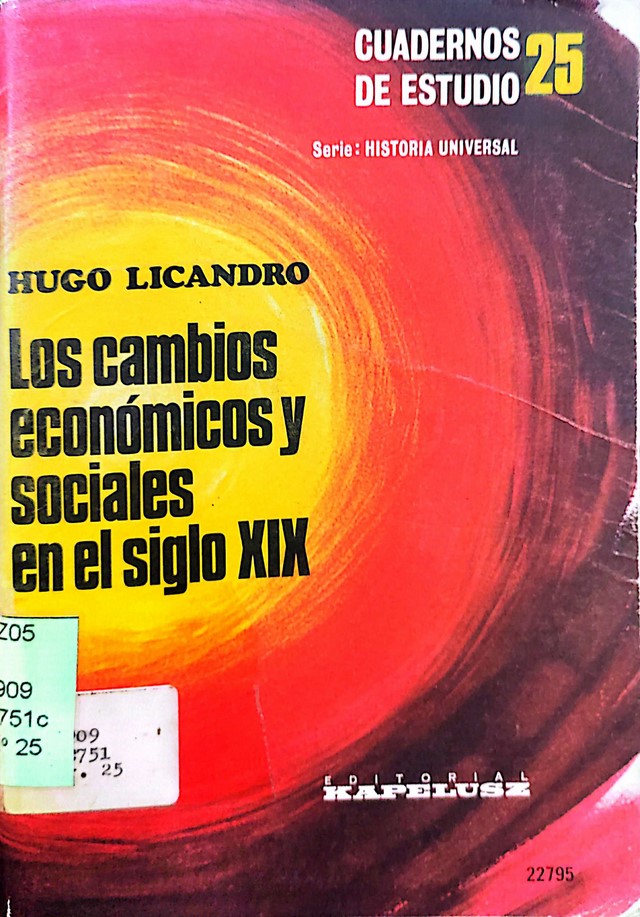 CUADERNOS
DE ESTUDIO 25
Serie: HISTORIA UNIVERSAL
HUGO LICANDRO
Los cambios
económicos y
sociales
en el siglo XIX
Z05
909
751c
º 25
909
751
. 25
EDITORIAL
KAPELUSZ
22795